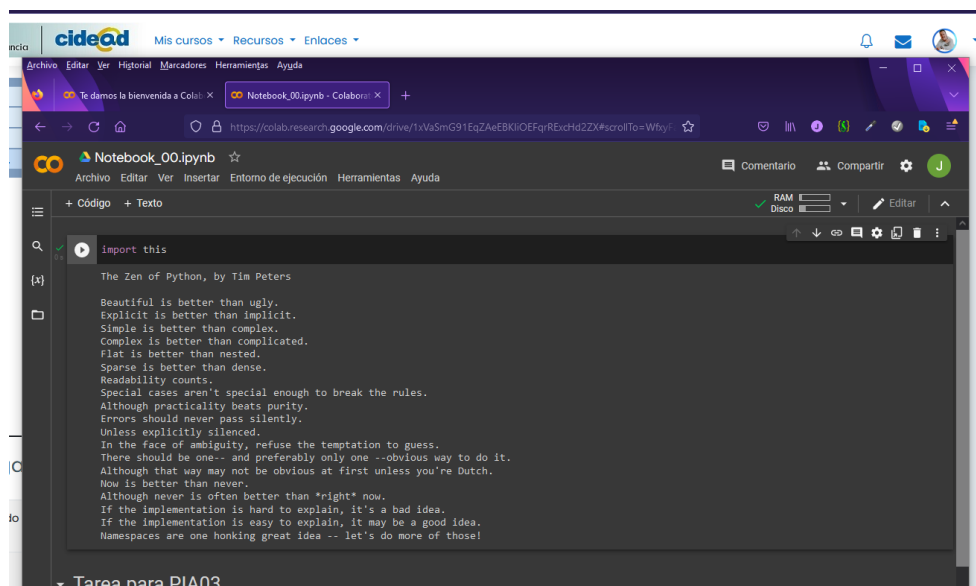 ncia
cidead Mis cursos Recursos Enlaces
Archivo Editar Ver Historial Marcadores Herramientas Ayuda
Te damos la bienvenida a Colab Notebook_00.ipynb - Colaborat
https://colab.research.google.com/drive/1xVaSmG91EqZAeEBKIiOEFqrRExcHd2ZX#scrollTo=
Notebook_00.ipynb
Comentario Compartir J
Archivo Editar Ver Insertar Entorno de ejecución Herramientas Ayuda
+ Código + Texto
RAM
Disco
Editar
import this
0s
{x}
The Zen of Python, by Tim Peters
Beautiful is better than ugly.
Explicit is better than implicit.
Simple is better than complex.
Complex is better than complicated.
Flat is better than nested.
Sparse is better than dense.
Readability counts.
Special cases aren't special enough to break the rules.
Although practicality beats purity.
Errors should never pass silently.
Unless explicitly silenced.
In the face of ambiguity, refuse the temptation to guess.
There should be one-- and preferably only one --obvious way to do it.
Although that way may not be obvious at first unless you're Dutch.
Now is better than never.
Although never is often better than *right* now.
If the implementation is hard to explain, it's a bad idea.
If the implementation is easy to explain, it may be a good idea.
Namespaces are one honking great idea -- let's do more of those!
Tarea para PIA03